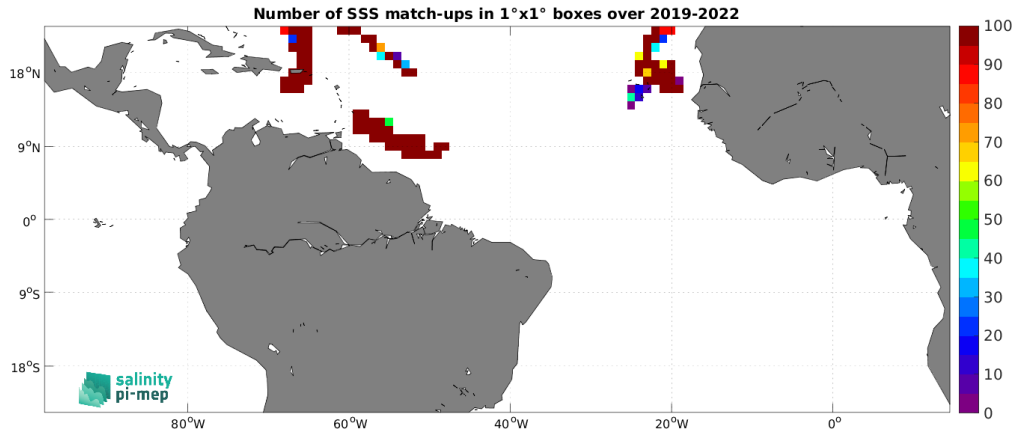 Number of SSS match-ups in 1°x1° boxes over 2019-2022
100
90
80
70
60
50
40
30
20
10
0
18°N
9°N
0°
9°S
18°S
80°W
60°W
40°W
20°W
0°
salinity
pi-mep